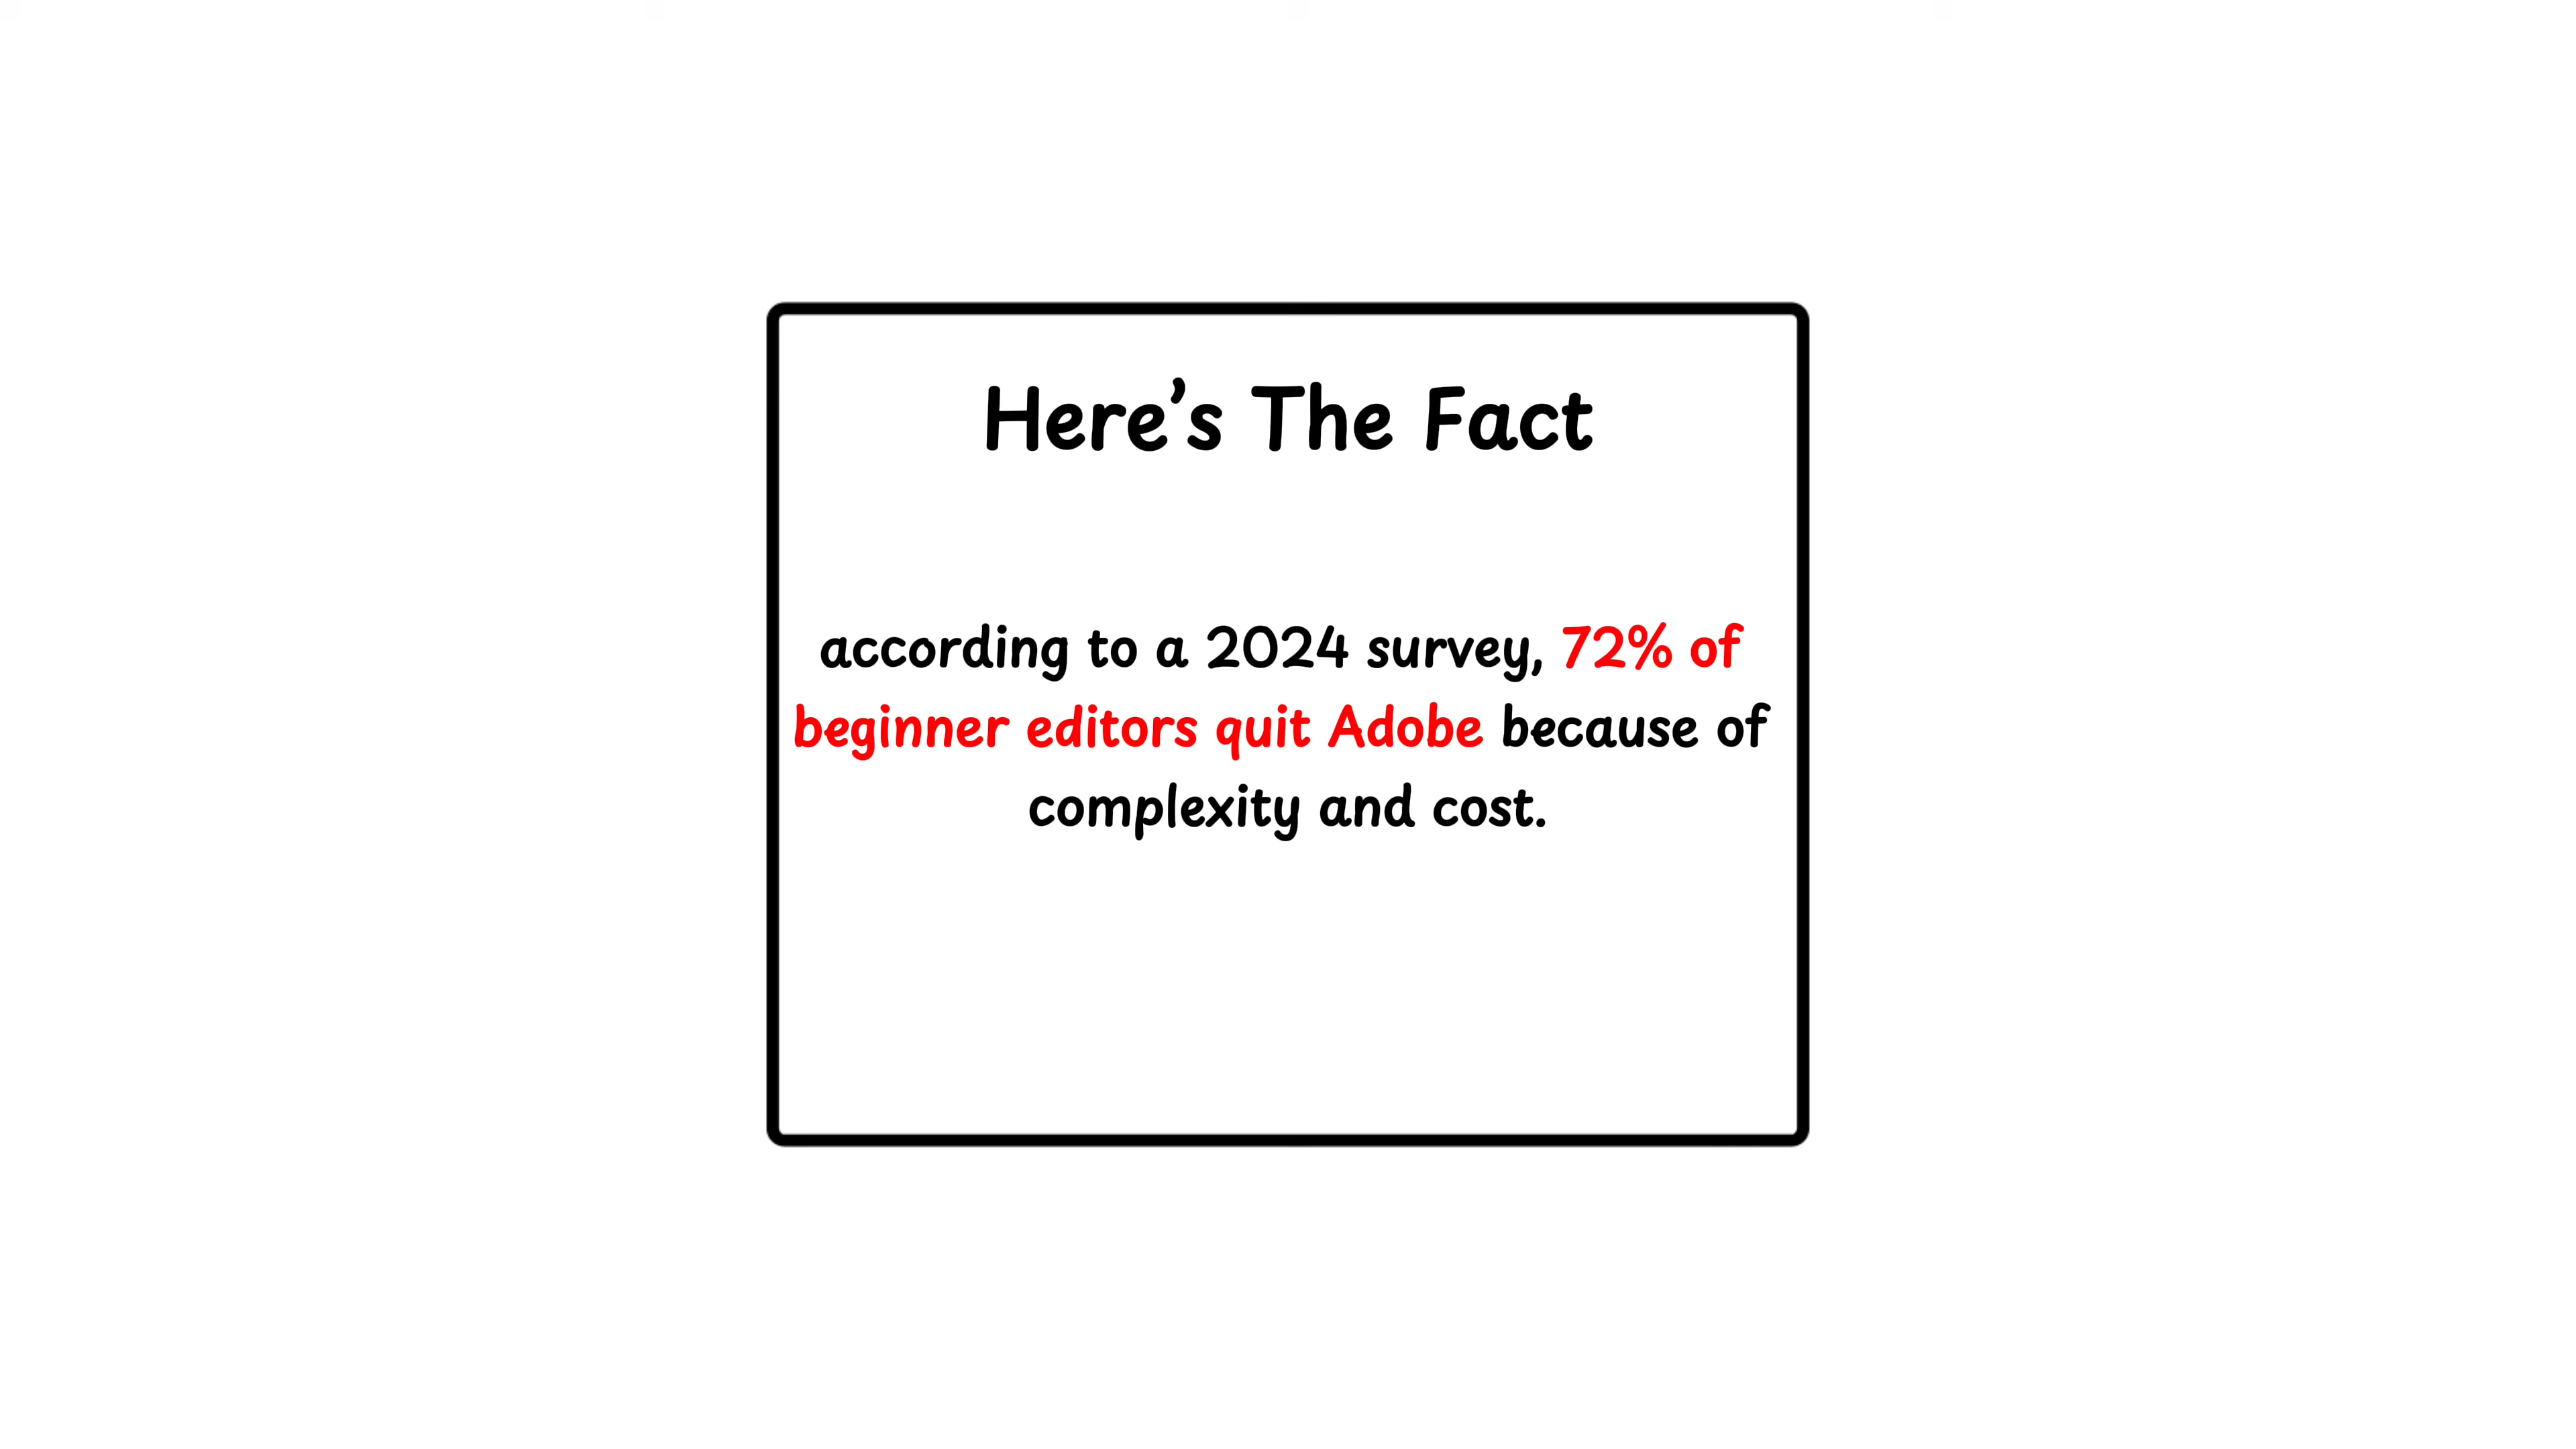 Here’s The Fact
according to a 2024 survey, 72% of
beginner editors quit Adobe because of
complexity and cost.